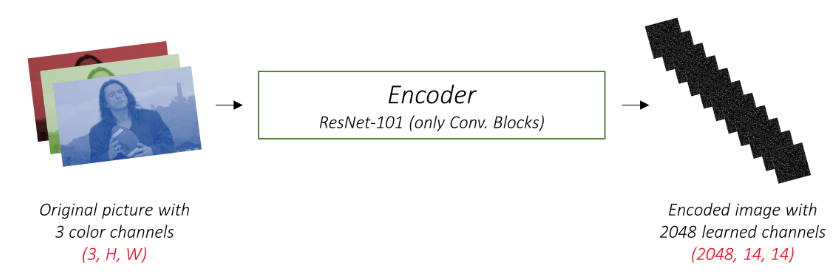 Encoder
ResNet-101 (only Conv. Blocks)
Original picture with
3 color channels
(3, H, W)
Encoded image with
2048 learned channels
(2048, 14, 14)